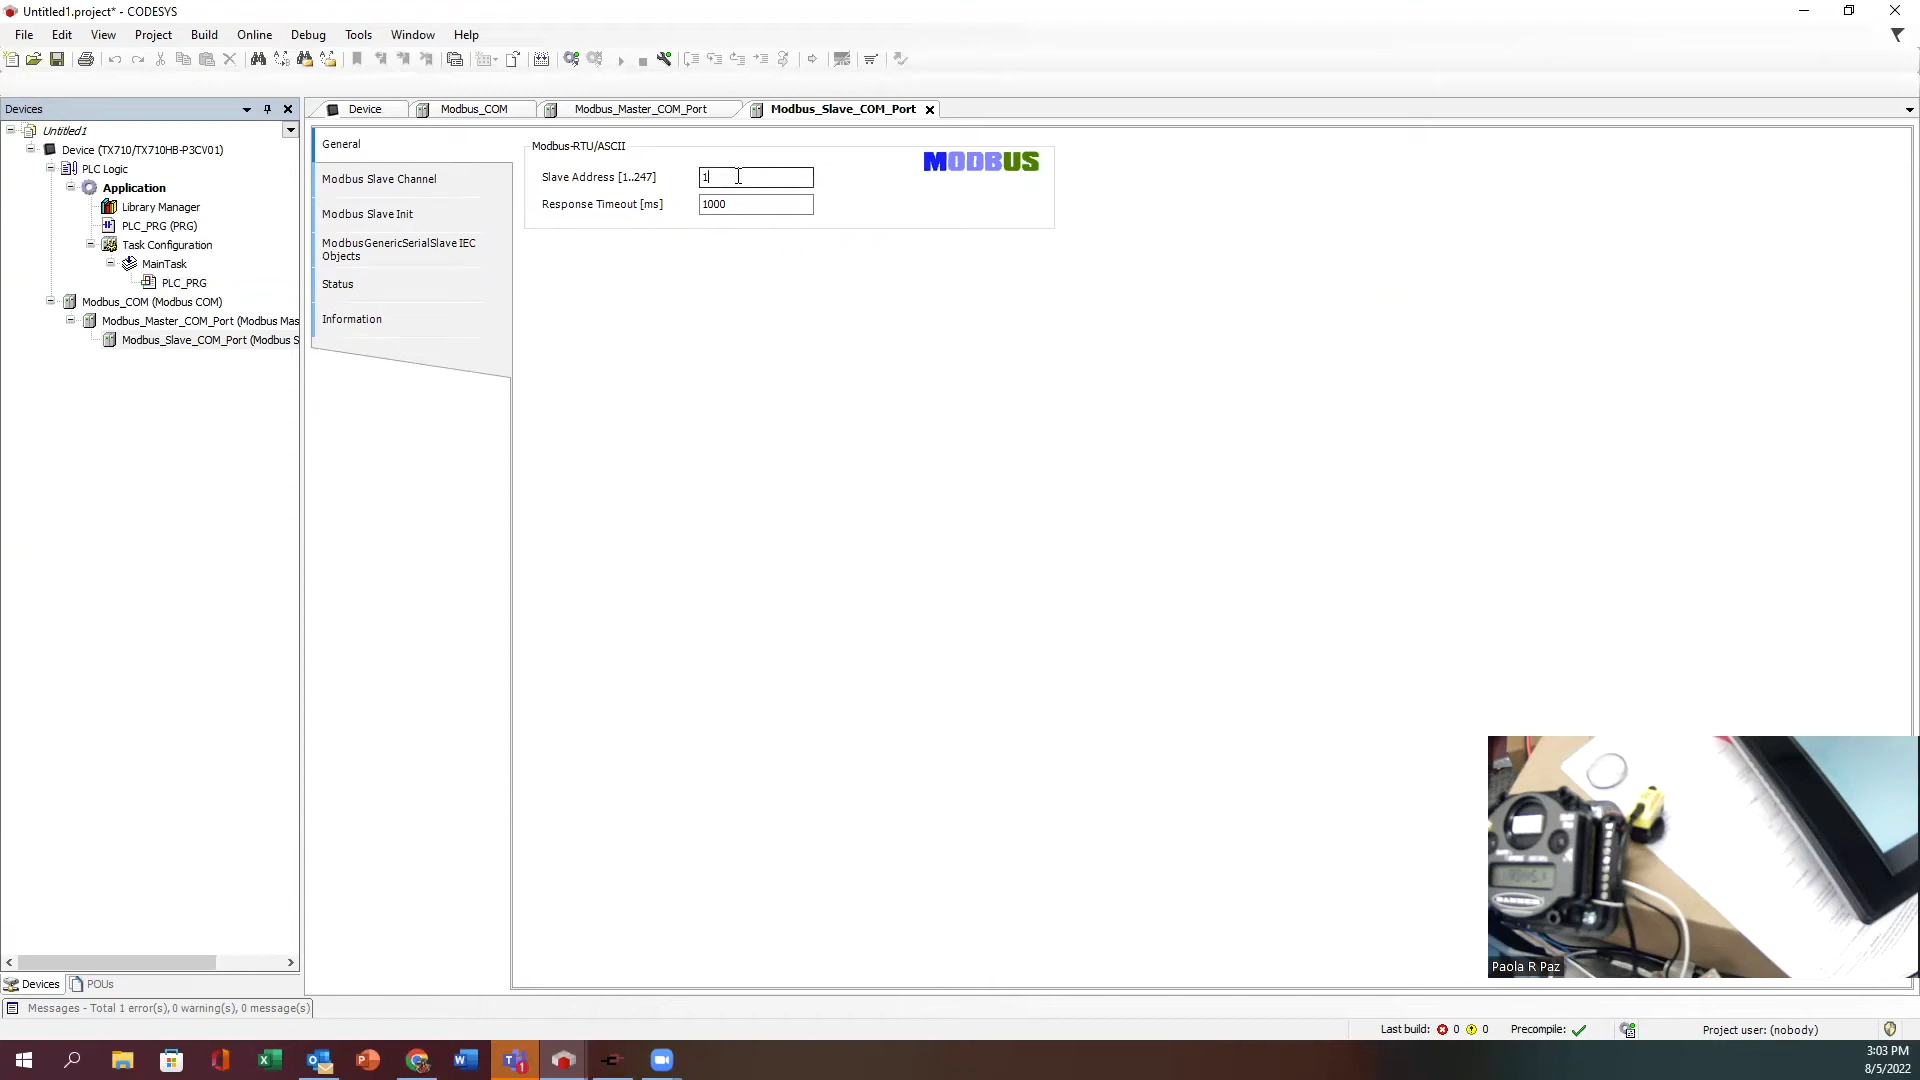 Untitled1.project* - CODESYS
File Edit View Project Build Online Debug Tools Window Help
Devices
Untitled1
Device (TX710/TX710HB-P3CV01)
PLC Logic
Application
Library Manager
PLC_PRG (PRG)
Task Configuration
MainTask
PLC_PRG
Modbus_COM (Modbus COM)
Modbus_Master_COM_Port (Modbus Mas
Modbus_Slave_COM_Port (Modbus S
Devices POUs
Device Modbus_COM Modbus_Master_COM_Port Modbus_Slave_COM_Port
General
Modbus Slave Channel
Modbus Slave Init
ModbusGenericSerialSlave IEC
Objects
Status
Information
Modbus-RTU/ASCII
MODBUS
Slave Address [1..247] 1
Response Timeout [ms] 1000
BANNER
Paola R Paz
Messages - Total 1 error(s), 0 warning(s), 0 message(s)
Last build: 0 0 Precompile: Project user: (nobody)
3:03 PM
8/5/2022